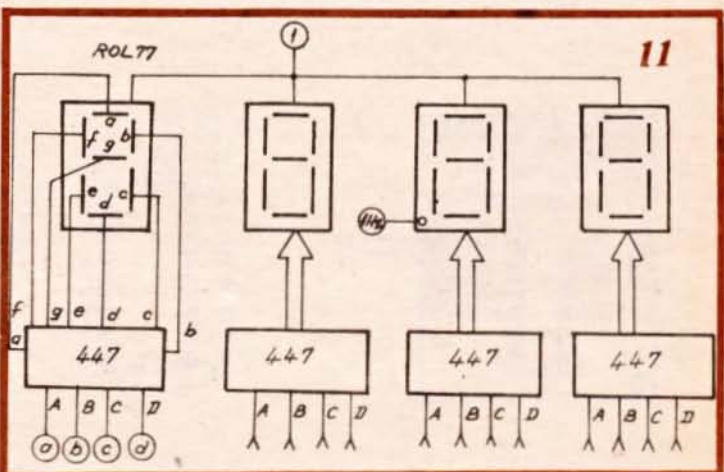 11
ROL77
1
a
f b
g
e c
d
1Hz
f g e d c
a b
447 447 447 447
A B C D A B C D A B C D A B C D
a b c d